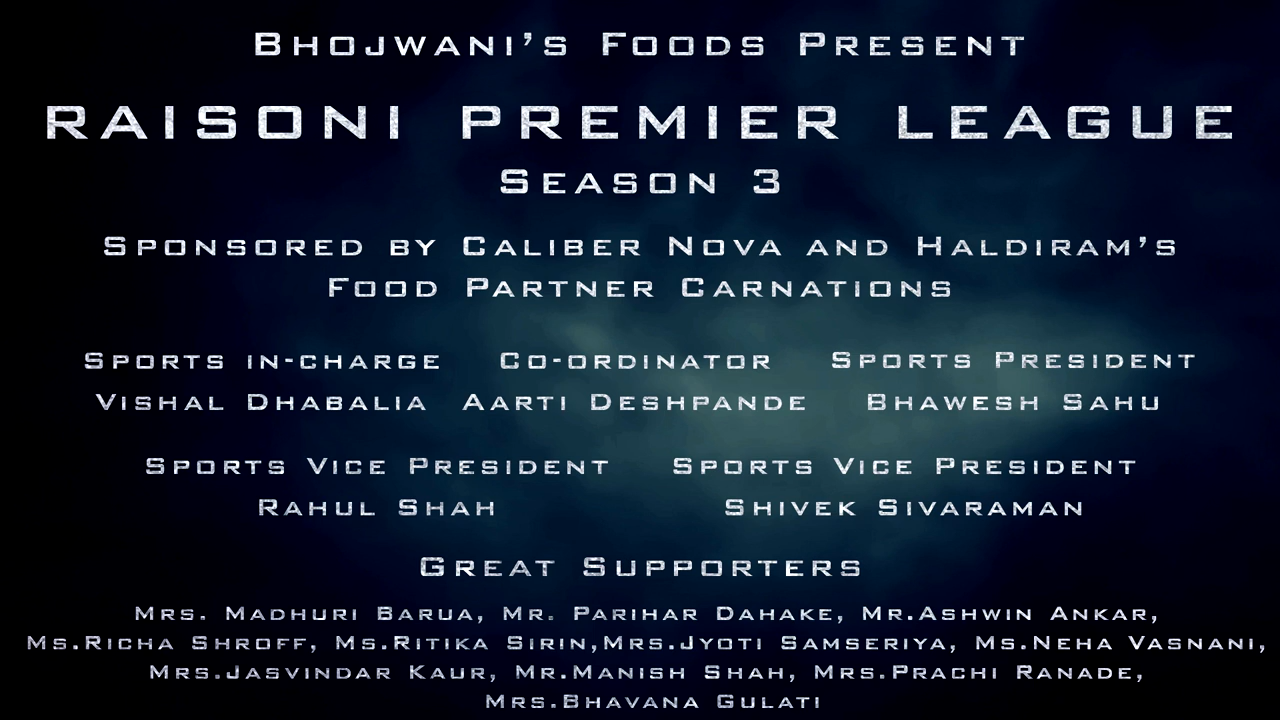 Bhojwani's Foods Present
RAISONI PREMIER LEAGUE
Season 3
Sponsored by Caliber Nova and Haldiram's
Food Partner Carnations
Sports in-charge Co-ordinator Sports President
Vishal Dhabalia Aarti Deshpande Bhawesh Sahu
Sports Vice President Sports Vice President
Rahul Shah Shivek Sivaraman
Great Supporters
Mrs. Madhuri Barua, Mr. Parihar Dahake, Mr.Ashwin Ankar,
Ms.Richa Shroff, Ms.Ritika Sirin,Mrs.Jyoti Samseriya, Ms.Neha Vasnani,
Mrs.Jasvindar Kaur, Mr.Manish Shah, Mrs.Prachi Ranade,
Mrs.Bhavana Gulati